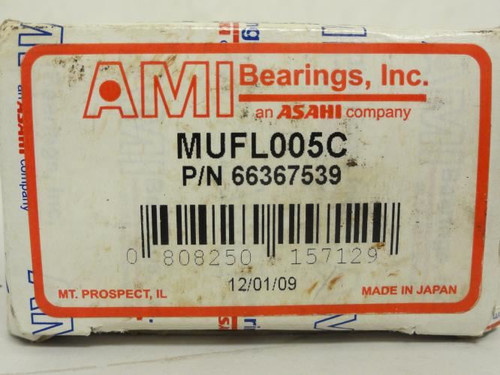 AMI Bearings, Inc.
an ASAHI company
MUFL005C
P/N 66367539
0 808250 157129
12/01/09
MT. PROSPECT, IL
MADE IN JAPAN